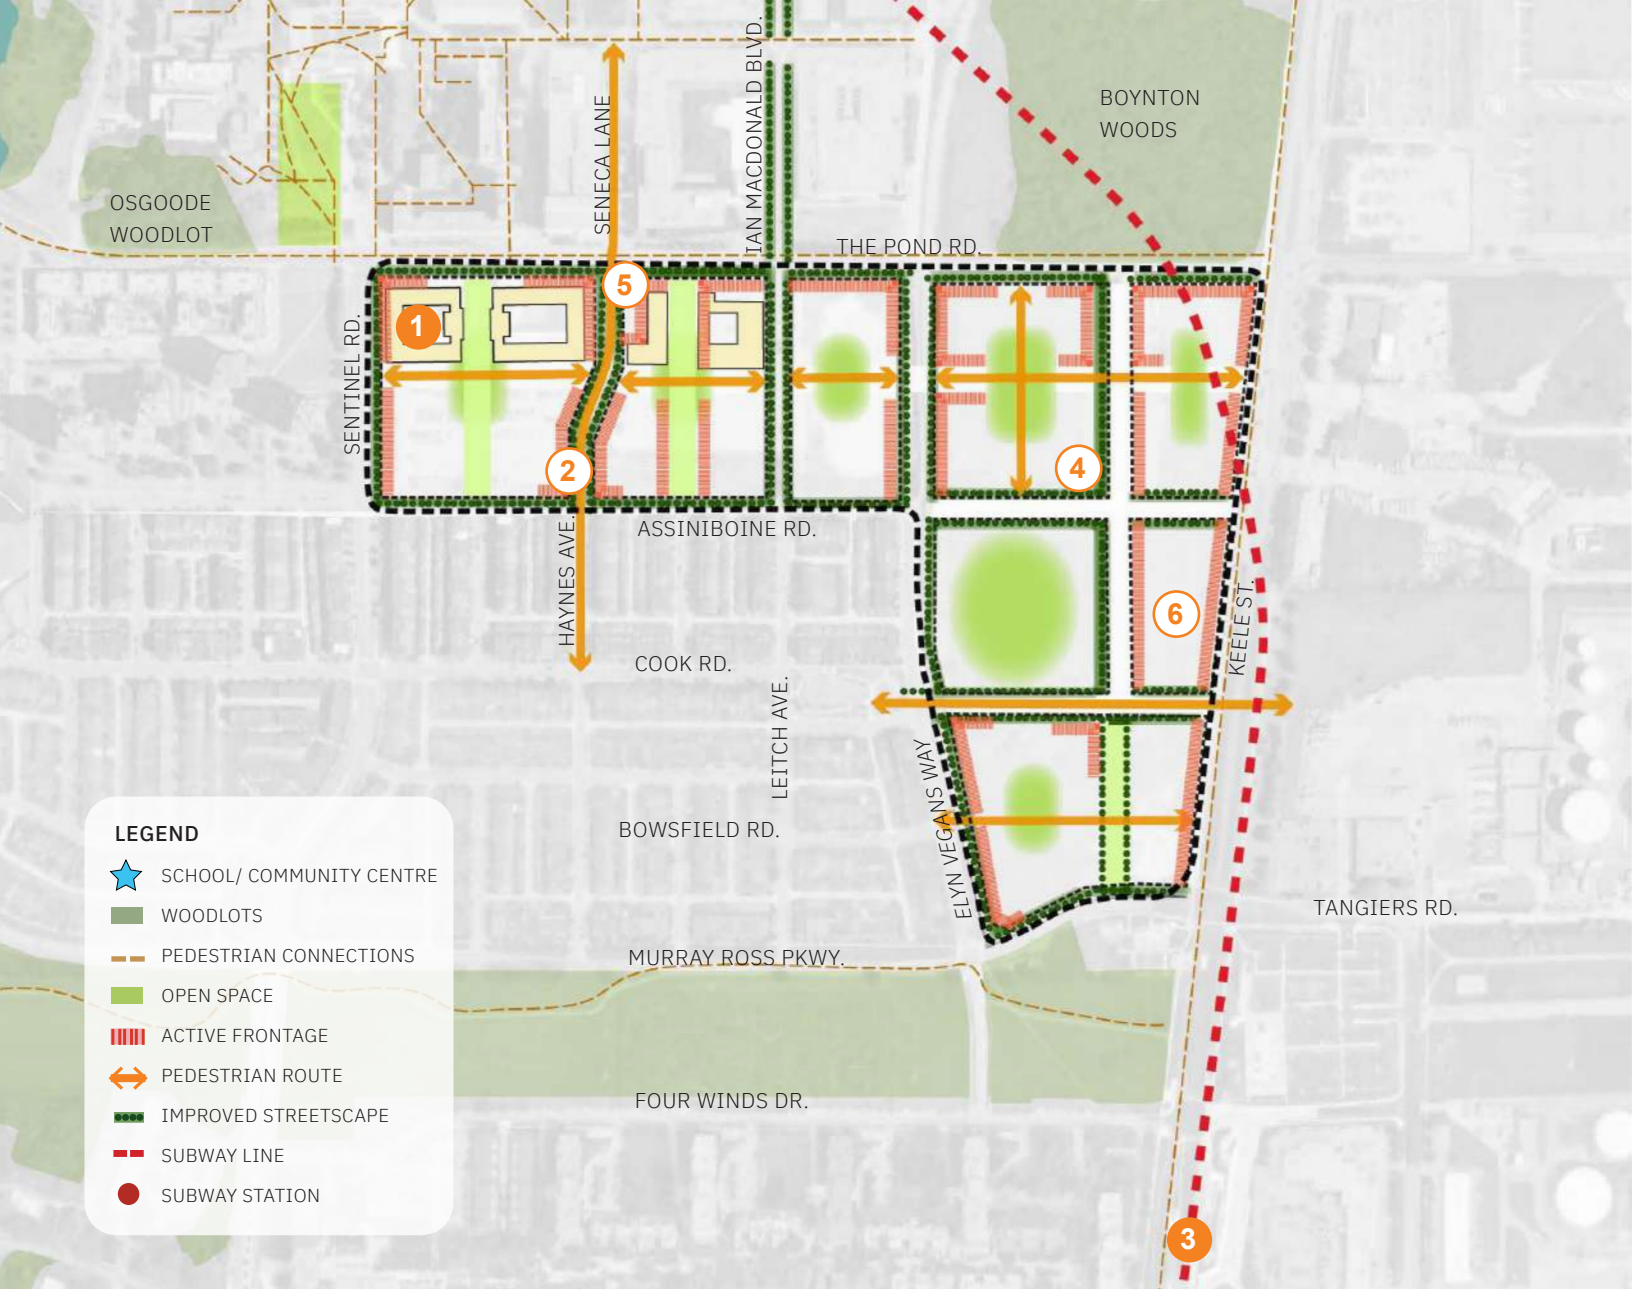 BOYNTON
WOODS
OSGOODE
WOODLOT
SENECA LANE
IAN MACDONALD BLVD.
THE POND RD.
5
1
SENTINEL RD.
2
4
ASSINIBOINE RD.
HAYNES AVE.
6
KEELE ST.
COOK RD.
LEITCH AVE.
ELYN VEGANS WAY
BOWSFIELD RD.
LEGEND
SCHOOL/ COMMUNITY CENTRE
WOODLOTS
PEDESTRIAN CONNECTIONS
OPEN SPACE
ACTIVE FRONTAGE
PEDESTRIAN ROUTE
IMPROVED STREETSCAPE
SUBWAY LINE
SUBWAY STATION
TANGIERS RD.
MURRAY ROSS PKWY.
FOUR WINDS DR.
3